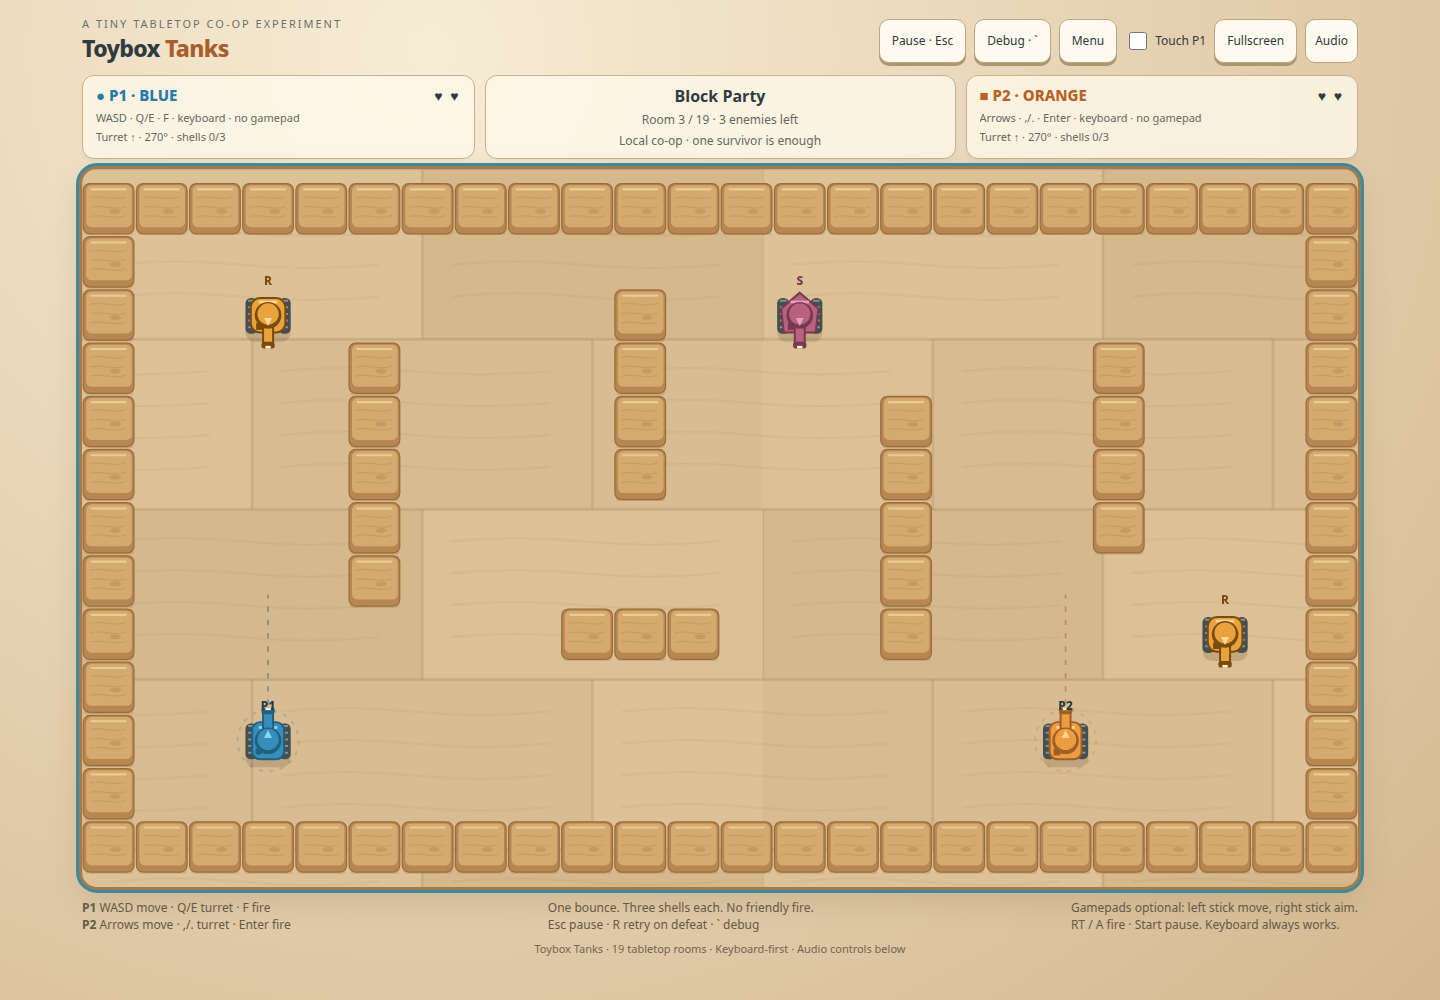 A TINY TABLETOP CO-OP EXPERIMENT
Toybox Tanks
Pause · Esc
Debug · `
Menu
Touch P1
Fullscreen
Audio
● P1 · BLUE
♥ ♥
WASD · Q/E · F · keyboard · no gamepad
Turret ↑ · 270° · shells 0/3
Block Party
Room 3 / 19 · 3 enemies left
Local co-op · one survivor is enough
■ P2 · ORANGE
♥ ♥
Arrows · ,/. · Enter · keyboard · no gamepad
Turret ↑ · 270° · shells 0/3
R
S
R
P1
P2
P1 WASD move · Q/E turret · F fire
P2 Arrows move · ,/. turret · Enter fire
One bounce. Three shells each. No friendly fire.
Esc pause · R retry on defeat · ` debug
Gamepads optional: left stick move, right stick aim.
RT / A fire · Start pause. Keyboard always works.
Toybox Tanks · 19 tabletop rooms · Keyboard-first · Audio controls below